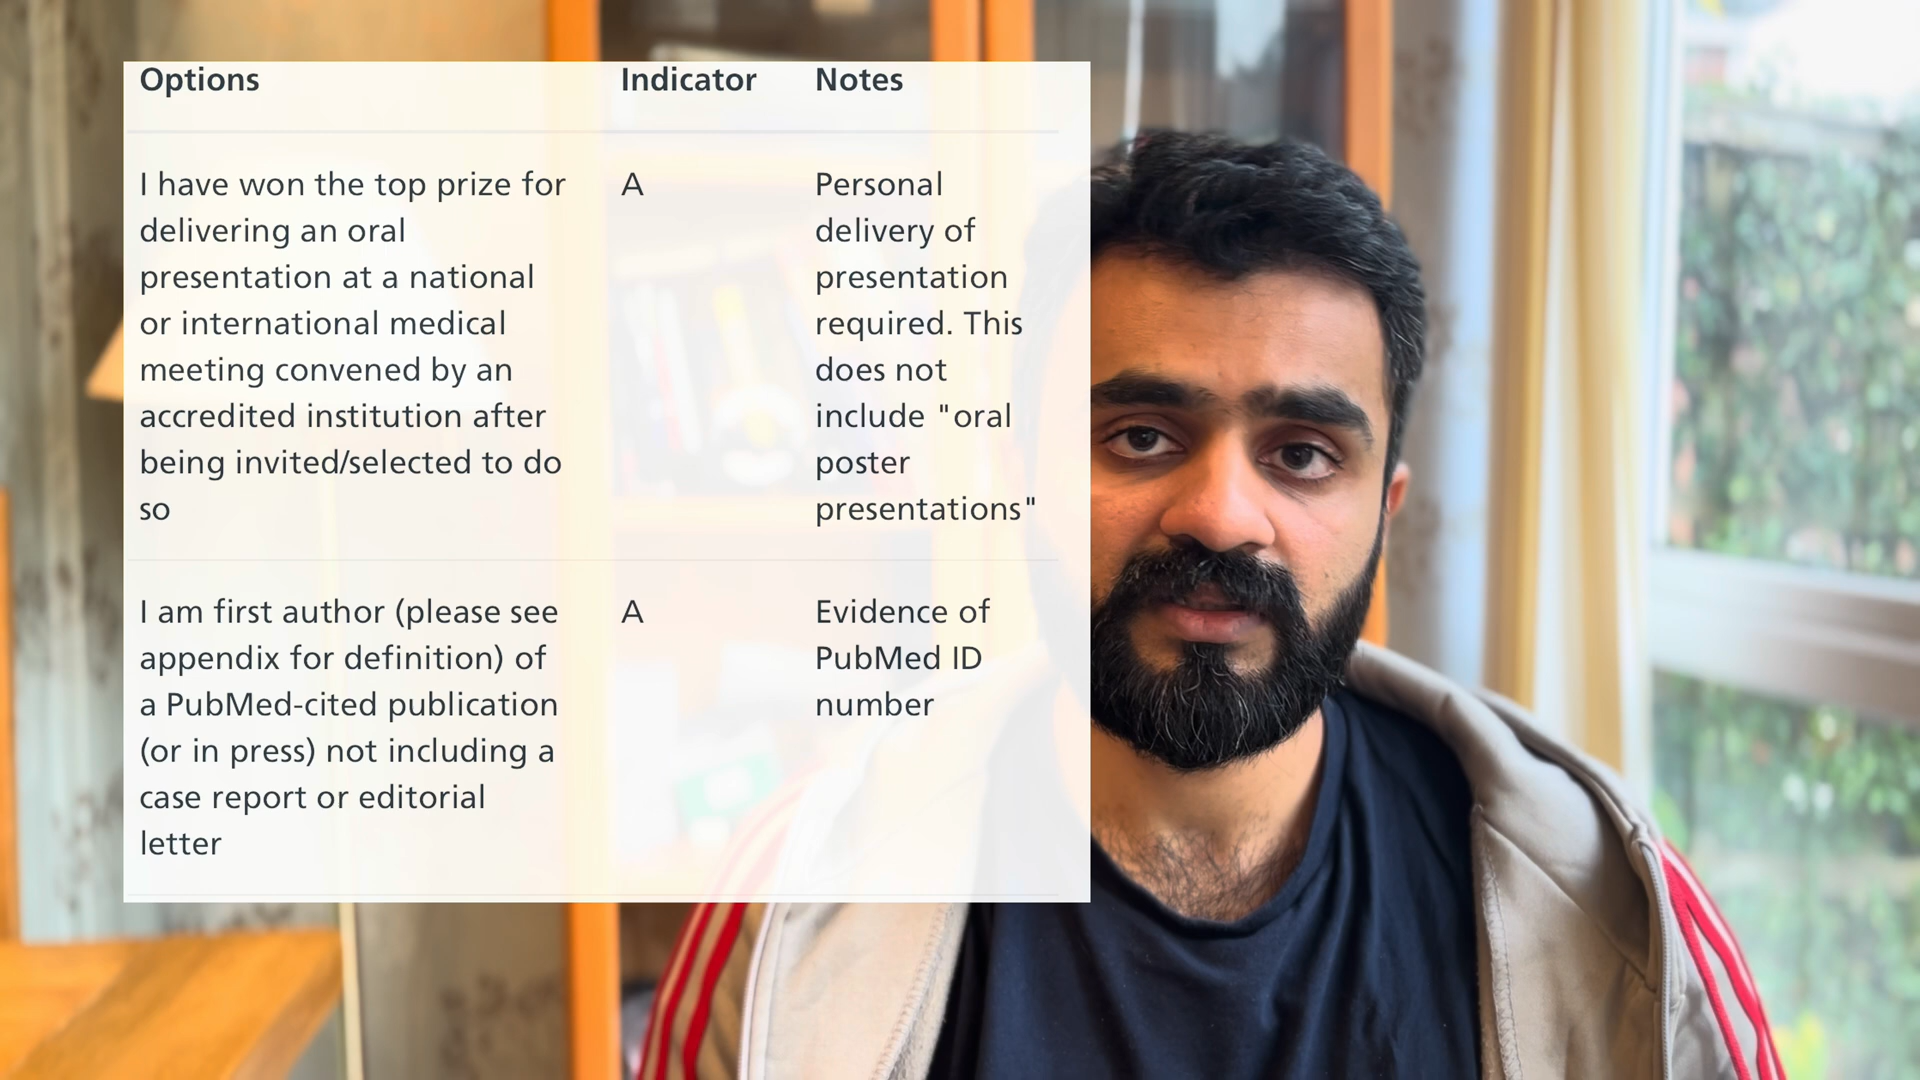 Options Indicator Notes
I have won the top prize for A Personal
delivering an oral delivery of
presentation at a national presentation
or international medical required. This
meeting convened by an does not
accredited institution after include "oral
being invited/selected to do poster
so presentations"
I am first author (please see A Evidence of
appendix for definition) of PubMed ID
a PubMed-cited publication number
(or in press) not including a
case report or editorial
letter